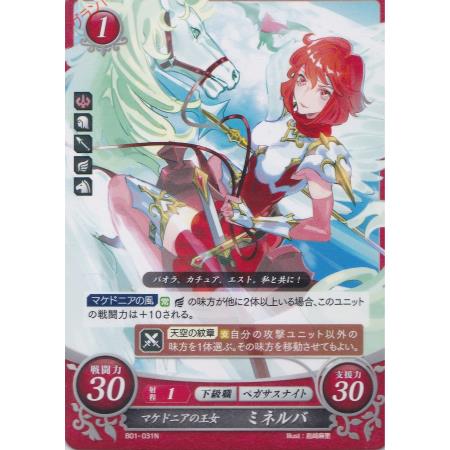 1
パオラ、カチュア、エスト、私と共に！
マケドニアの風 常 の味方が他に2体以上いる場合、このユニット
の戦闘力は＋10される。
天空の紋章 支 自分の攻撃ユニット以外の
味方を1体選ぶ。その味方を移動させてもよい。
戦闘力
30
射程 1
下級職 ペガサスナイト
支援力
30
マケドニアの王女 ミネルバ
B01-031N
Illust：